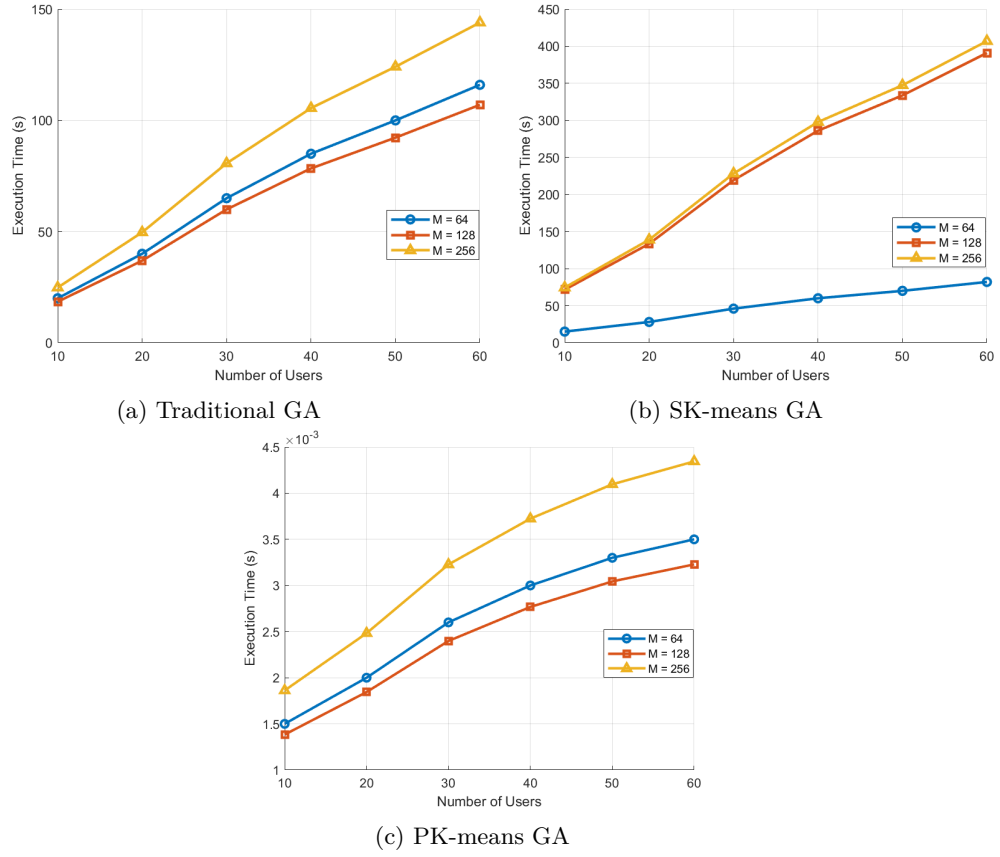 150
100
50
0
Execution Time (s)
10 20 30 40 50 60
Number of Users
M = 64
M = 128
M = 256
(a) Traditional GA
450
400
350
300
250
200
150
100
50
0
Execution Time (s)
10 20 30 40 50 60
Number of Users
M = 64
M = 128
M = 256
(b) SK-means GA
×10-3
4.5
4
3.5
3
2.5
2
1.5
1
Execution Time (s)
10 20 30 40 50 60
Number of Users
M = 64
M = 128
M = 256
(c) PK-means GA